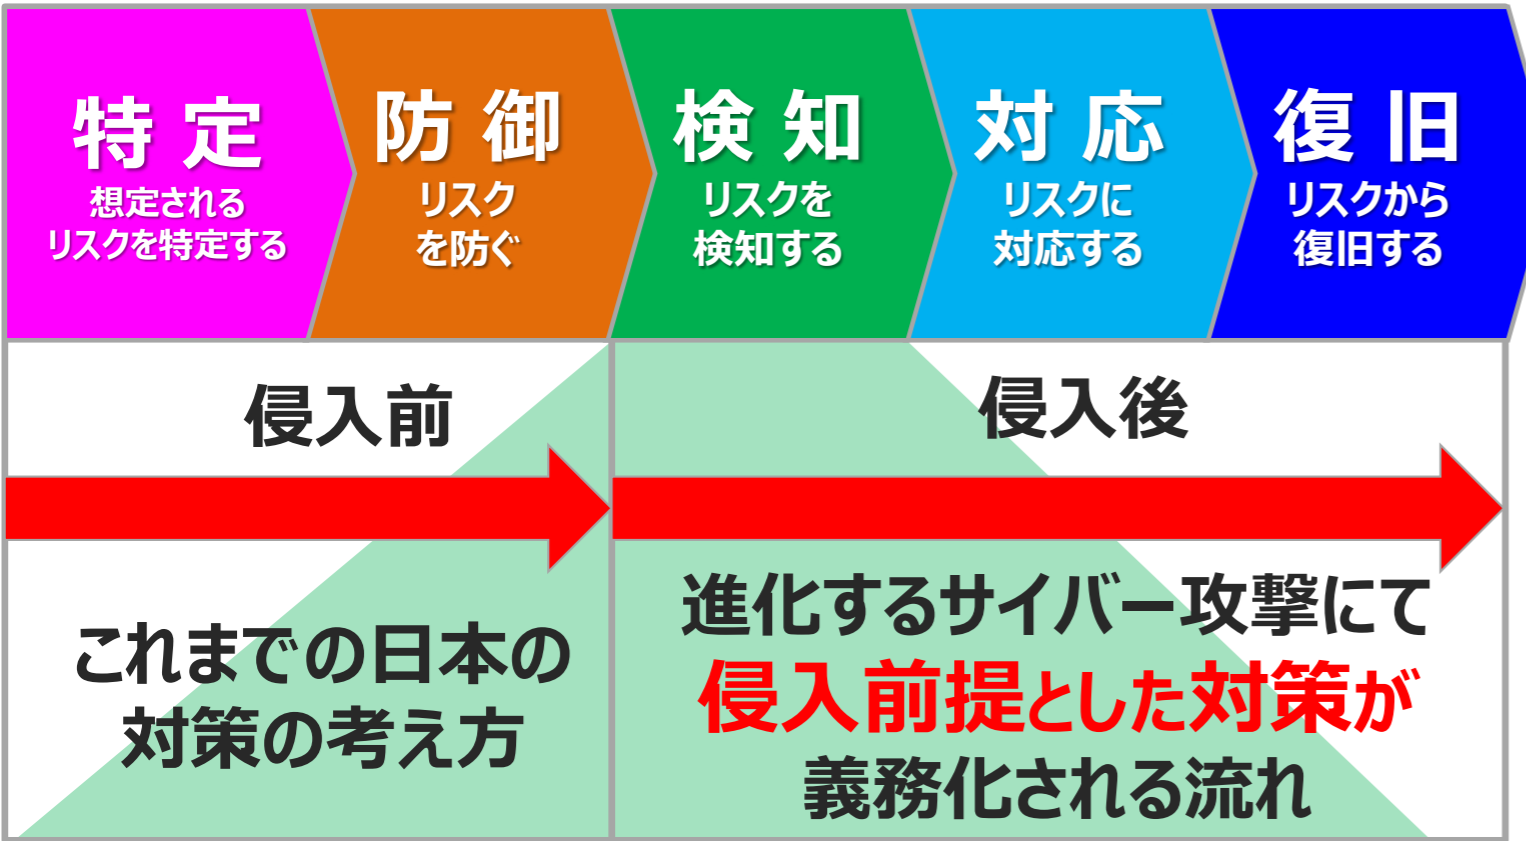 特 定
想定される
リスクを特定する
防 御
リスク
を防ぐ
検 知
リスクを
検知する
対 応
リスクに
対応する
復 旧
リスクから
復旧する
侵入前
これまでの日本の
対策の考え方
侵入後
進化するサイバー攻撃にて
侵入前提とした対策が
義務化される流れ